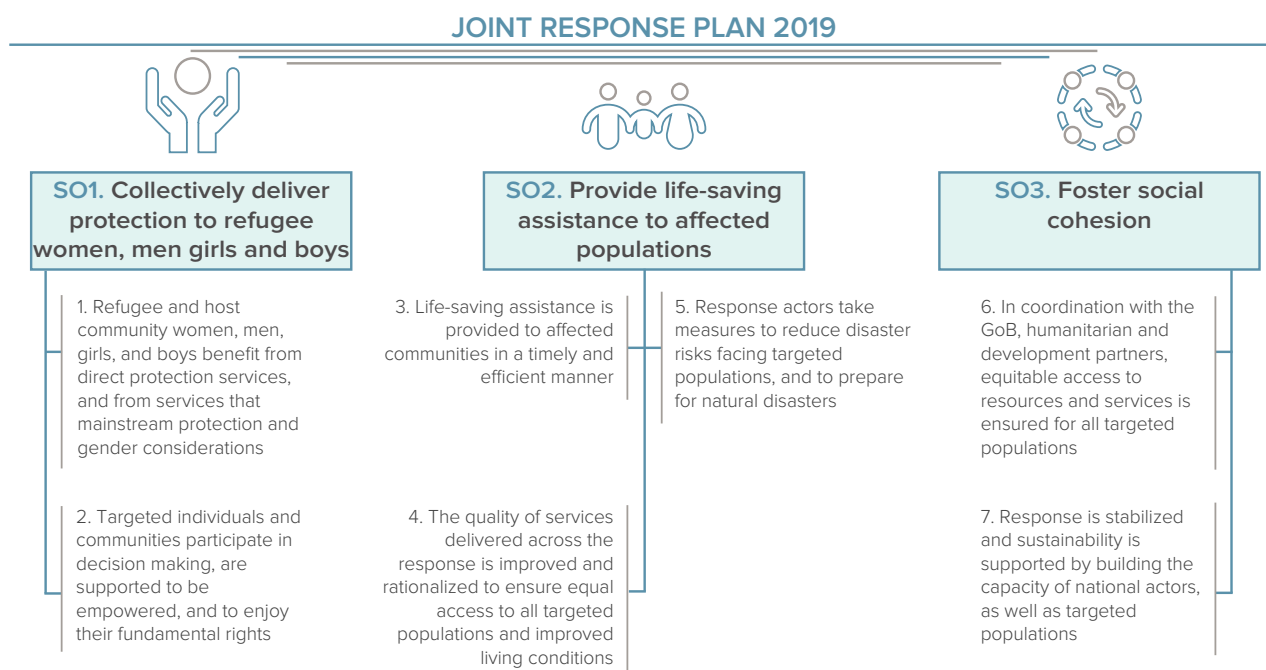 JOINT RESPONSE PLAN 2019
SO1. Collectively deliver
protection to refugee
women, men girls and boys
SO2. Provide life-saving
assistance to affected
populations
SO3. Foster social
cohesion
1. Refugee and host
community women, men,
girls, and boys benefit from
direct protection services,
and from services that
mainstream protection and
gender considerations
2. Targeted individuals and
communities participate in
decision making, are
supported to be
empowered, and to enjoy
their fundamental rights
3. Life-saving assistance is
provided to affected
communities in a timely and
efficient manner
4. The quality of services
delivered across the
response is improved and
rationalized to ensure equal
access to all targeted
populations and improved
living conditions
5. Response actors take
measures to reduce disaster
risks facing targeted
populations, and to prepare
for natural disasters
6. In coordination with the
GoB, humanitarian and
development partners,
equitable access to
resources and services is
ensured for all targeted
populations
7. Response is stabilized
and sustainability is
supported by building the
capacity of national actors,
as well as targeted
populations